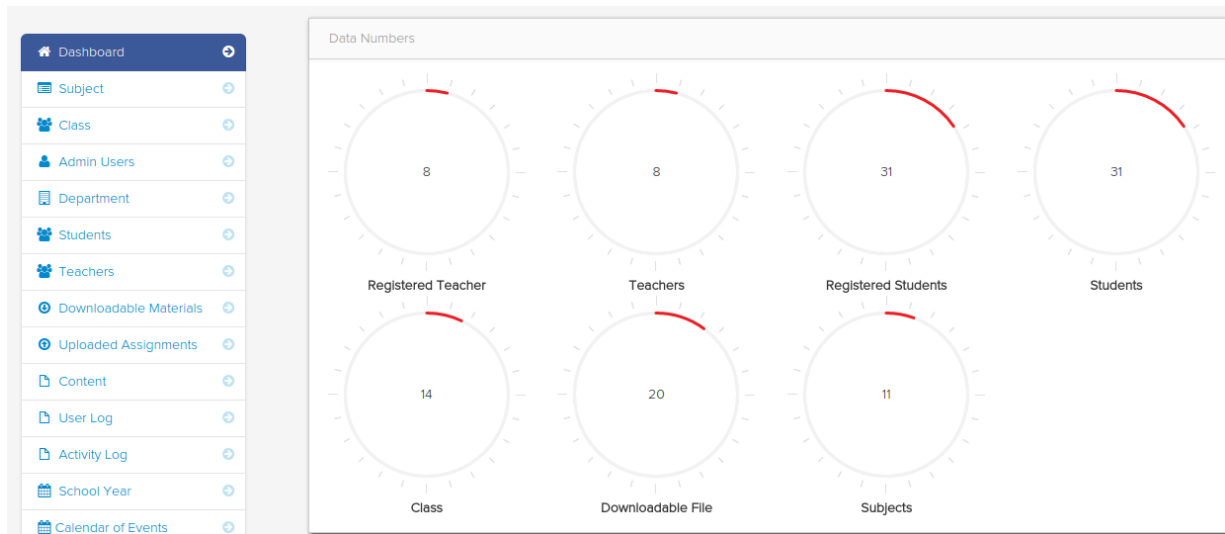 Dashboard
Subject
Class
Admin Users
Department
Students
Teachers
Downloadable Materials
Uploaded Assignments
Content
User Log
Activity Log
School Year
Calendar of Events
Data Numbers
8
8
31
31
Registered Teacher
Teachers
Registered Students
Students
14
20
11
Class
Downloadable File
Subjects